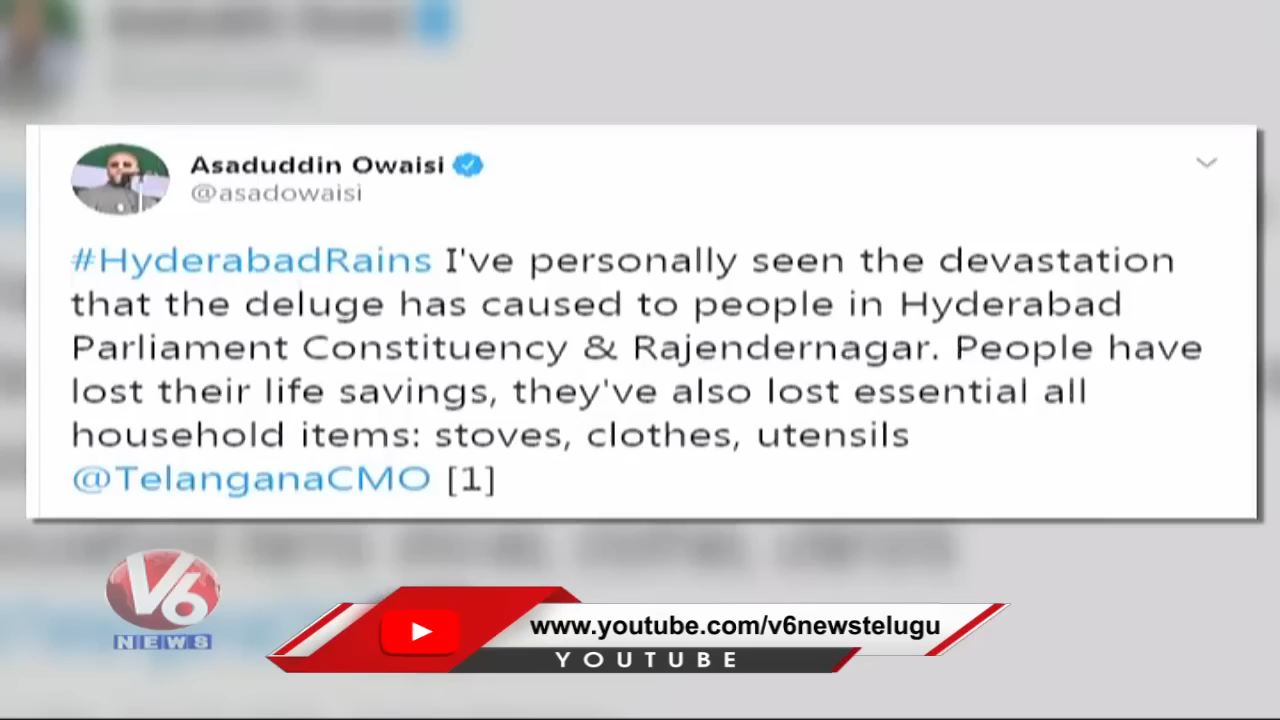 Asaduddin Owaisi
@asadowaisi
#HyderabadRains I've personally seen the devastation
that the deluge has caused to people in Hyderabad
Parliament Constituency & Rajendernagar. People have
lost their life savings, they've also lost essential all
household items: stoves, clothes, utensils
@TelanganaCMO [1]
V6
NEWS
www.youtube.com/v6newstelugu
YOUTUBE